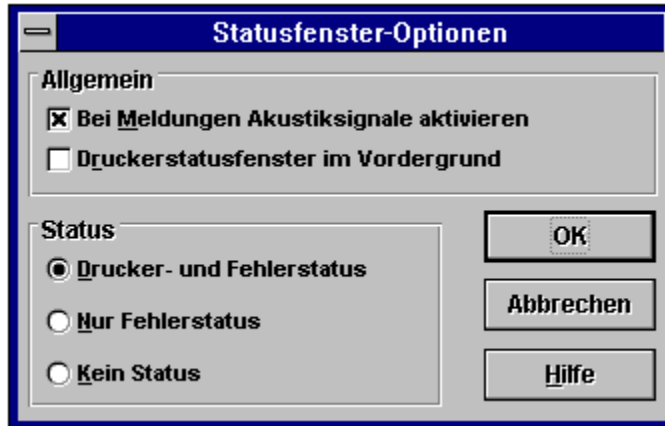 Statusfenster-Optionen
Allgemein
Bei Meldungen Akustiksignale aktivieren
Druckerstatusfenster im Vordergrund
Status
Drucker- und Fehlerstatus
Nur Fehlerstatus
Kein Status
OK
Abbrechen
Hilfe